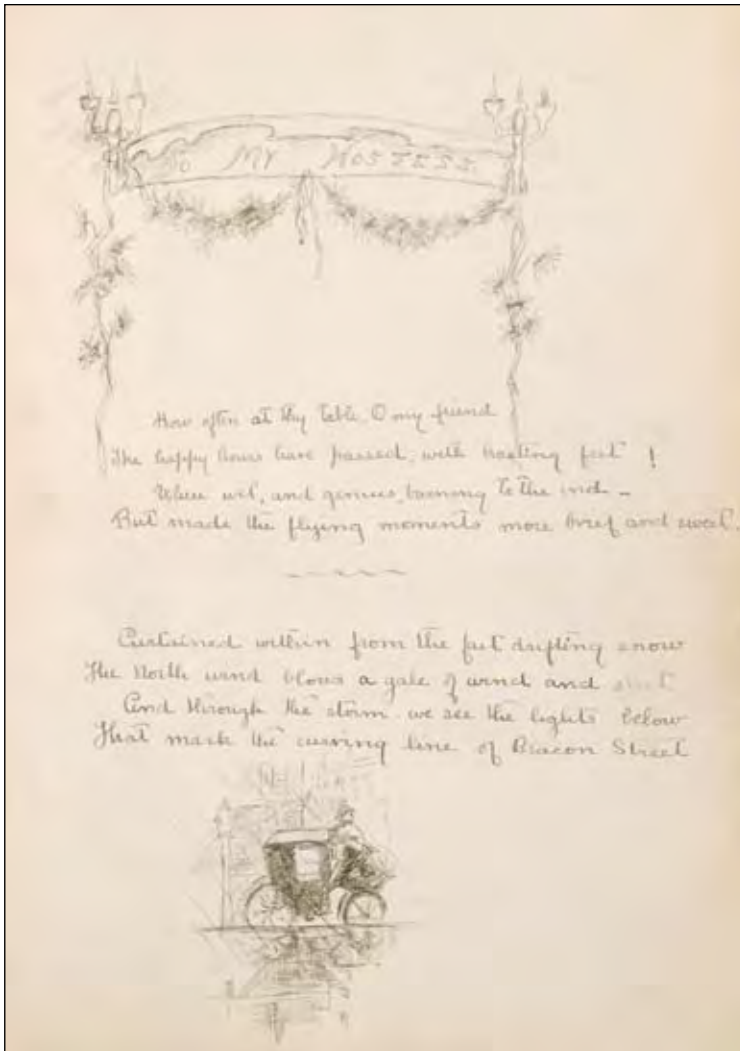 To MY HOSTESS.
How often at thy table, O my friend
The happy hours have passed, with hasting feet !
Where wit, and genius, to the end –
But made the flying moments more brief and sweet.
Curtained within from the fast drifting snow
The North wind blows a gale of wind and sleet
And through the storm we see the lights below
That mark the curving line of Beacon Street